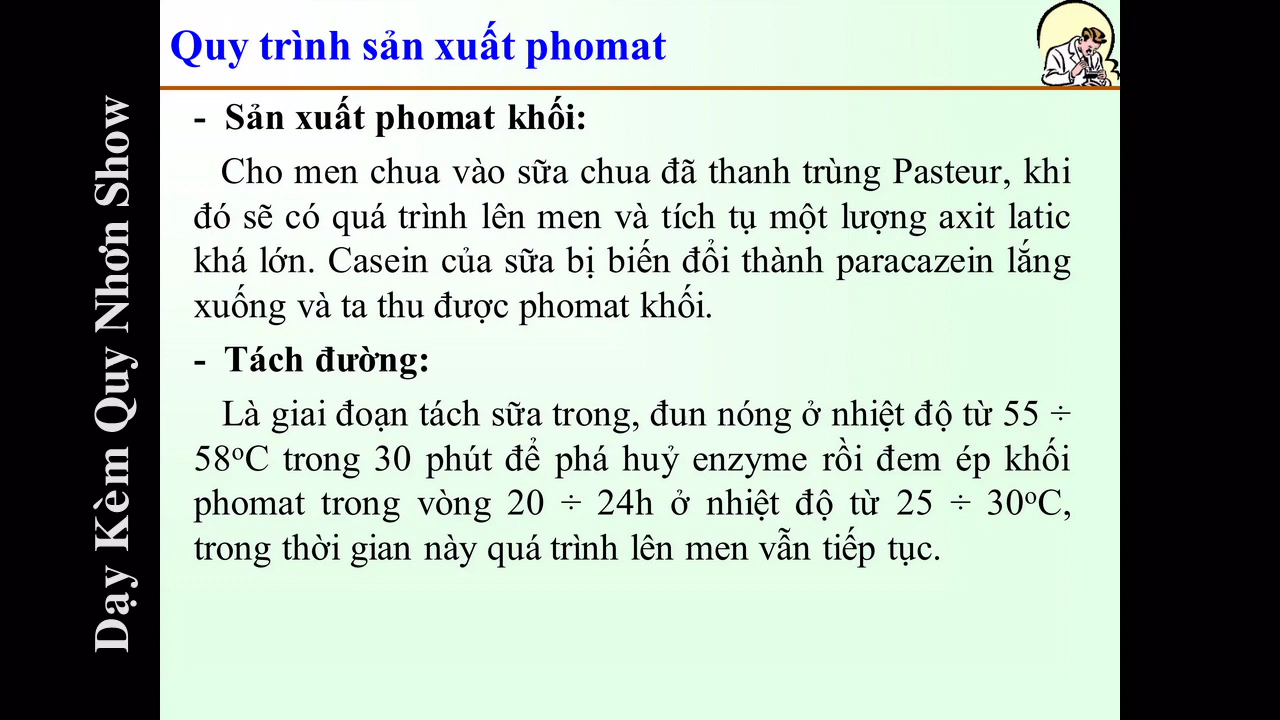 Quy trình sản xuất phomat
- Sản xuất phomat khối:
Cho men chua vào sữa chua đã thanh trùng Pasteur, khi
đó sẽ có quá trình lên men và tích tụ một lượng axit latic
khá lớn. Casein của sữa bị biến đổi thành paracazein lắng
xuống và ta thu được phomat khối.
- Tách đường:
Là giai đoạn tách sữa trong, đun nóng ở nhiệt độ từ 55 ÷
58ᵒC trong 30 phút để phá huỷ enzyme rồi đem ép khối
phomat trong vòng 20 ÷ 24h ở nhiệt độ từ 25 ÷ 30ᵒC,
trong thời gian này quá trình lên men vẫn tiếp tục.
Dạy Kèm Quy Nhơn Show